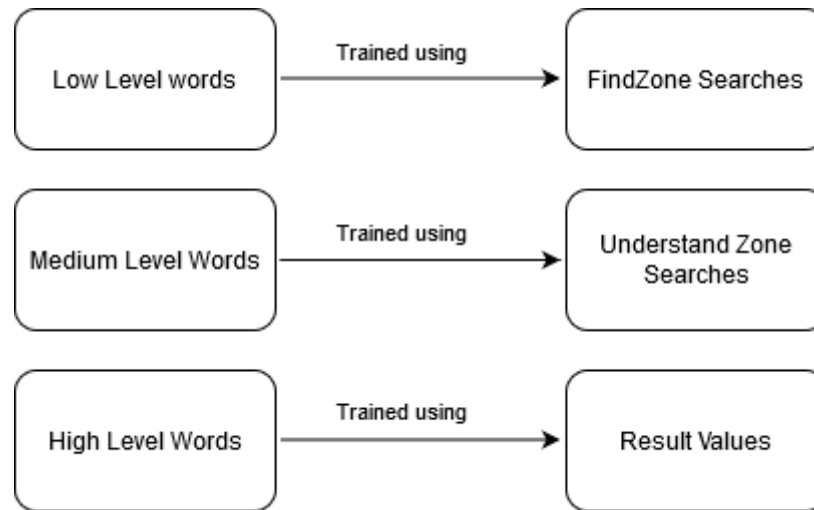 Low Level words
Trained using
FindZone Searches
Medium Level Words
Trained using
Understand Zone
Searches
High Level Words
Trained using
Result Values